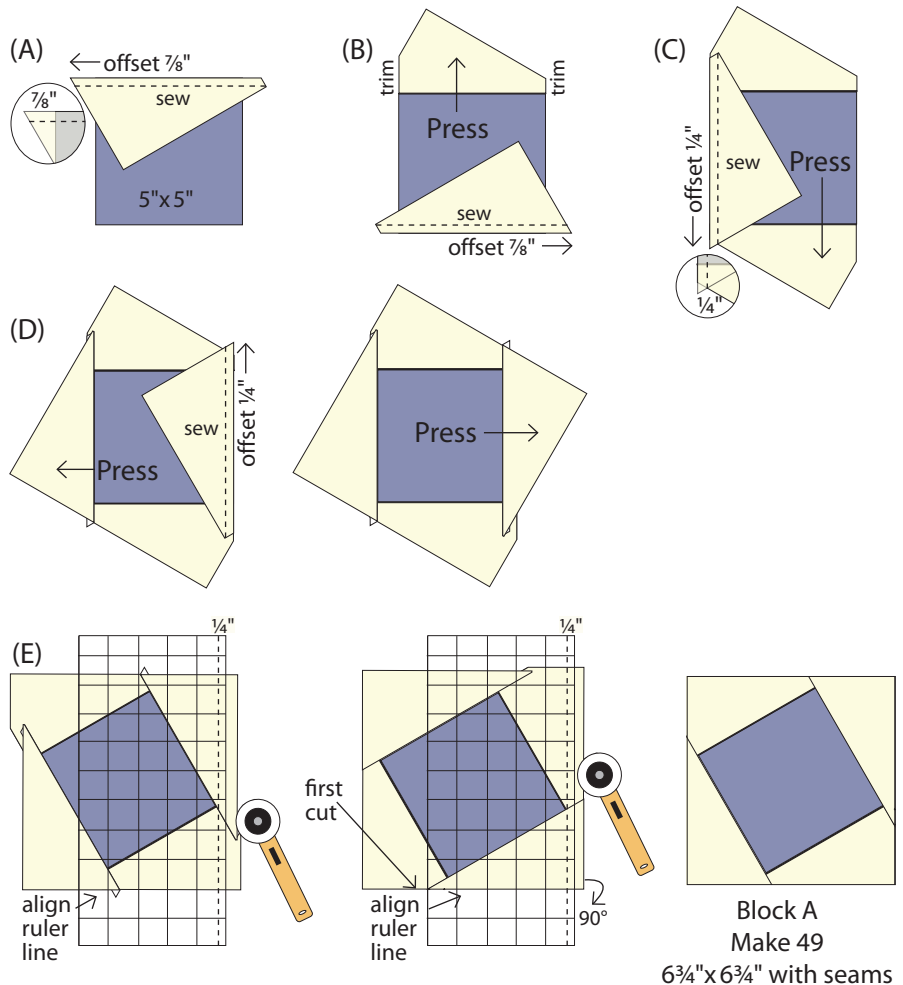 (A)
← offset ⅞"
⅞"
sew
5"x 5"
(B)
trim
trim
Press
sew
offset ⅞" →
(C)
offset ¼"
sew
Press
¼"
(D)
sew
offset ¼"
Press
Press
(E)
¼"
align
ruler
line
¼"
first
cut
align
ruler
line
90°
Block A
Make 49
6¾"x 6¾" with seams